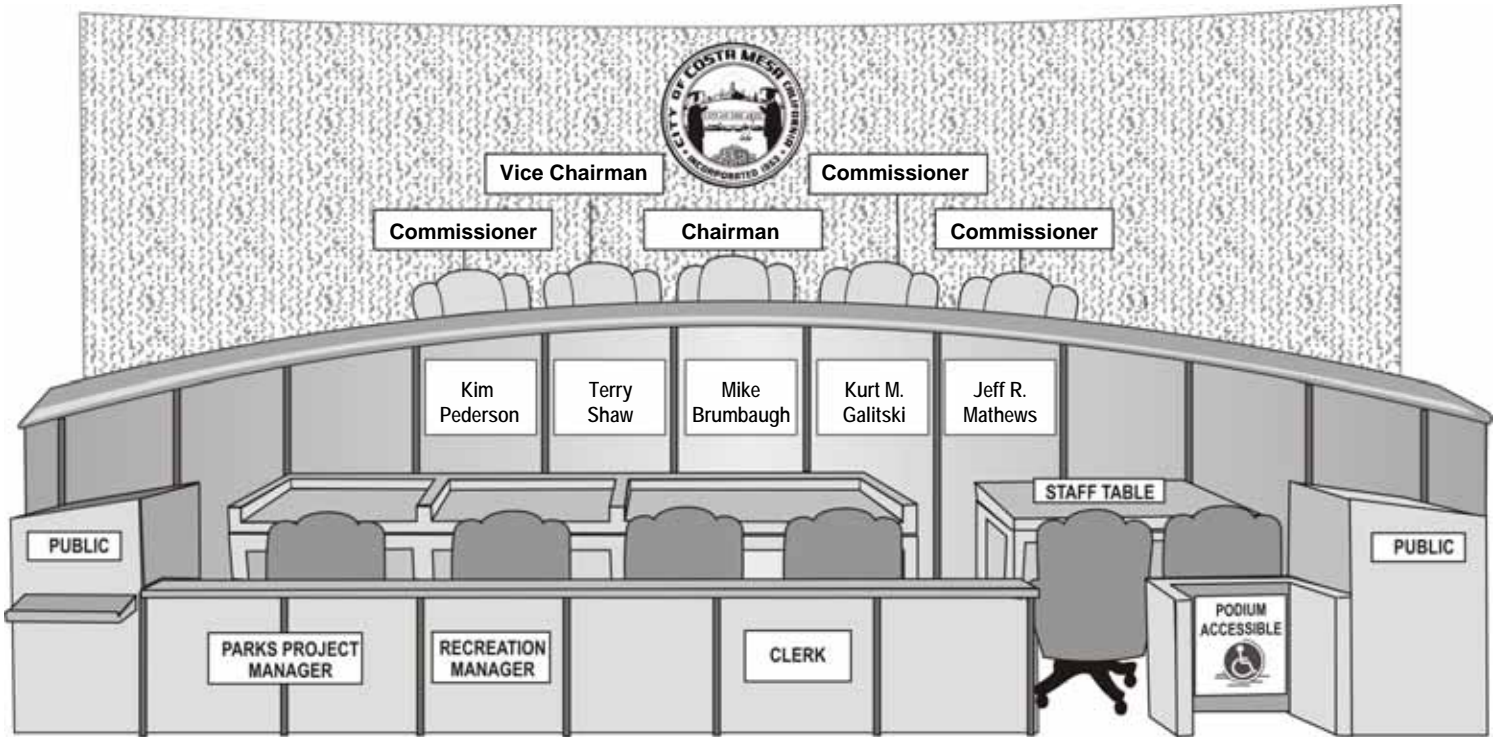 CITY OF COSTA MESA CALIFORNIA
INCORPORATED 1953
Vice Chairman
Commissioner
Commissioner
Chairman
Commissioner
Kim
Pederson
Terry
Shaw
Mike
Brumbaugh
Kurt M.
Galitski
Jeff R.
Mathews
STAFF TABLE
PUBLIC
PUBLIC
PARKS PROJECT
MANAGER
RECREATION
MANAGER
CLERK
PODIUM
ACCESSIBLE